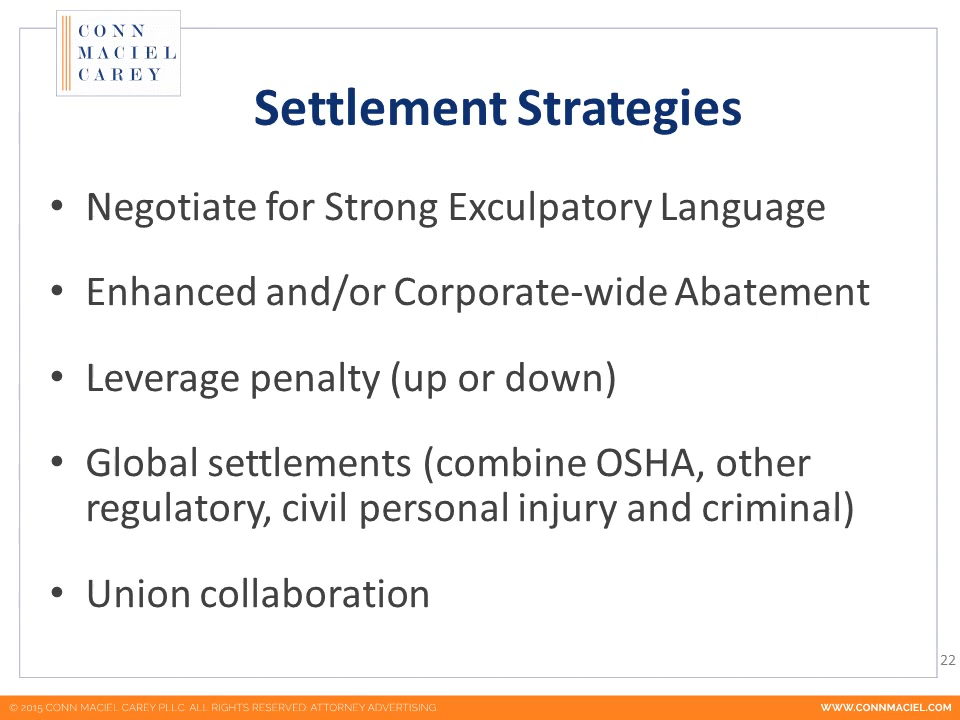 CONN
MACIEL
CAREY
Settlement Strategies
• Negotiate for Strong Exculpatory Language
• Enhanced and/or Corporate-wide Abatement
• Leverage penalty (up or down)
• Global settlements (combine OSHA, other
regulatory, civil personal injury and criminal)
• Union collaboration
22
© 2015 CONN MACIEL CAREY PLLC. ALL RIGHTS RESERVED. ATTORNEY ADVERTISING.
WWW.CONNMACIEL.COM